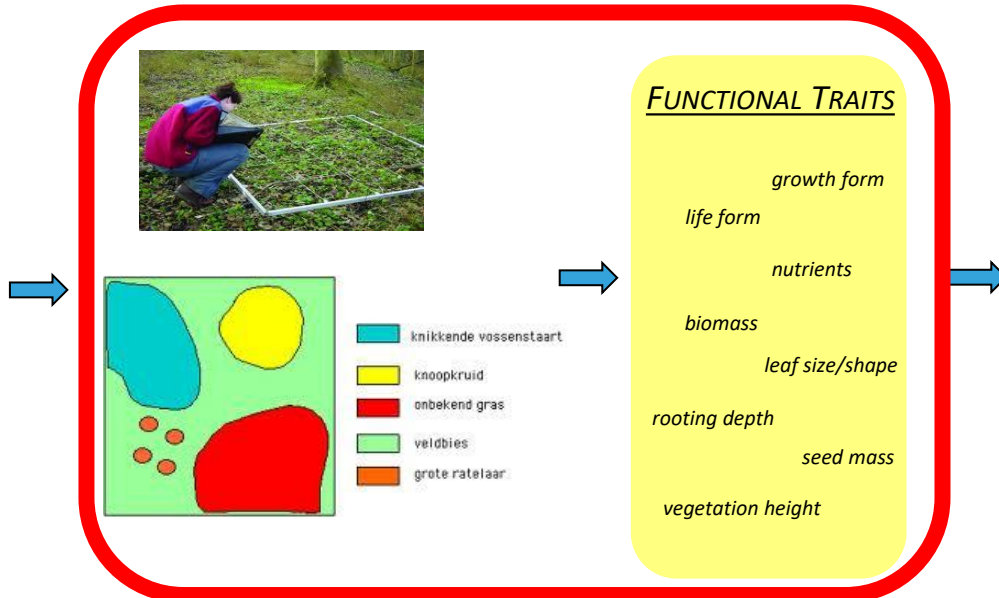 knikkende vossenstaart
knoopkruid
onbekend gras
veldbies
grote ratelaar
FUNCTIONAL TRAITS
growth form
life form
nutrients
biomass
leaf size/shape
rooting depth
seed mass
vegetation height